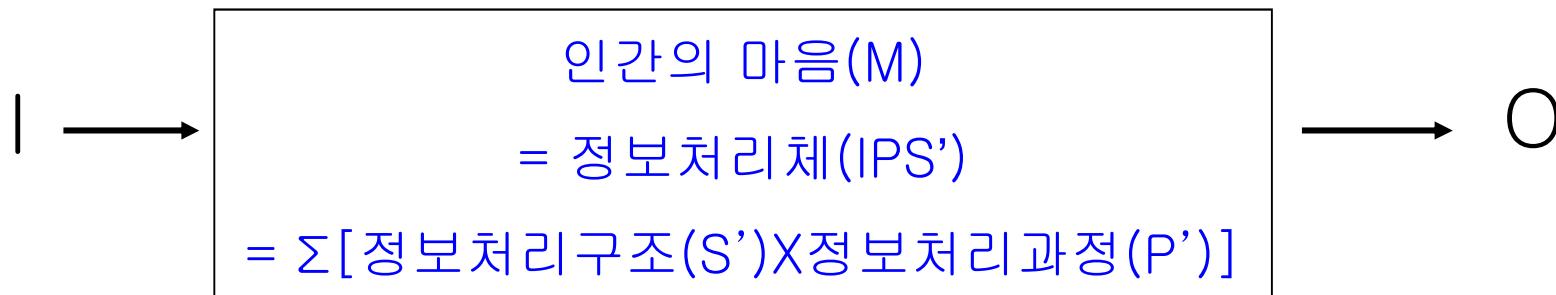 인간의 마음(M)
I
O
= 정보처리체(IPS’)
= Σ[정보처리구조(S’)X정보처리과정(P’)]